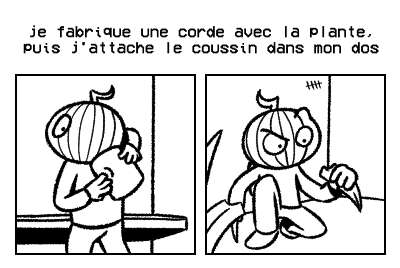 je fabrique une corde avec la plante,
puis j'attache le coussin dans mon dos